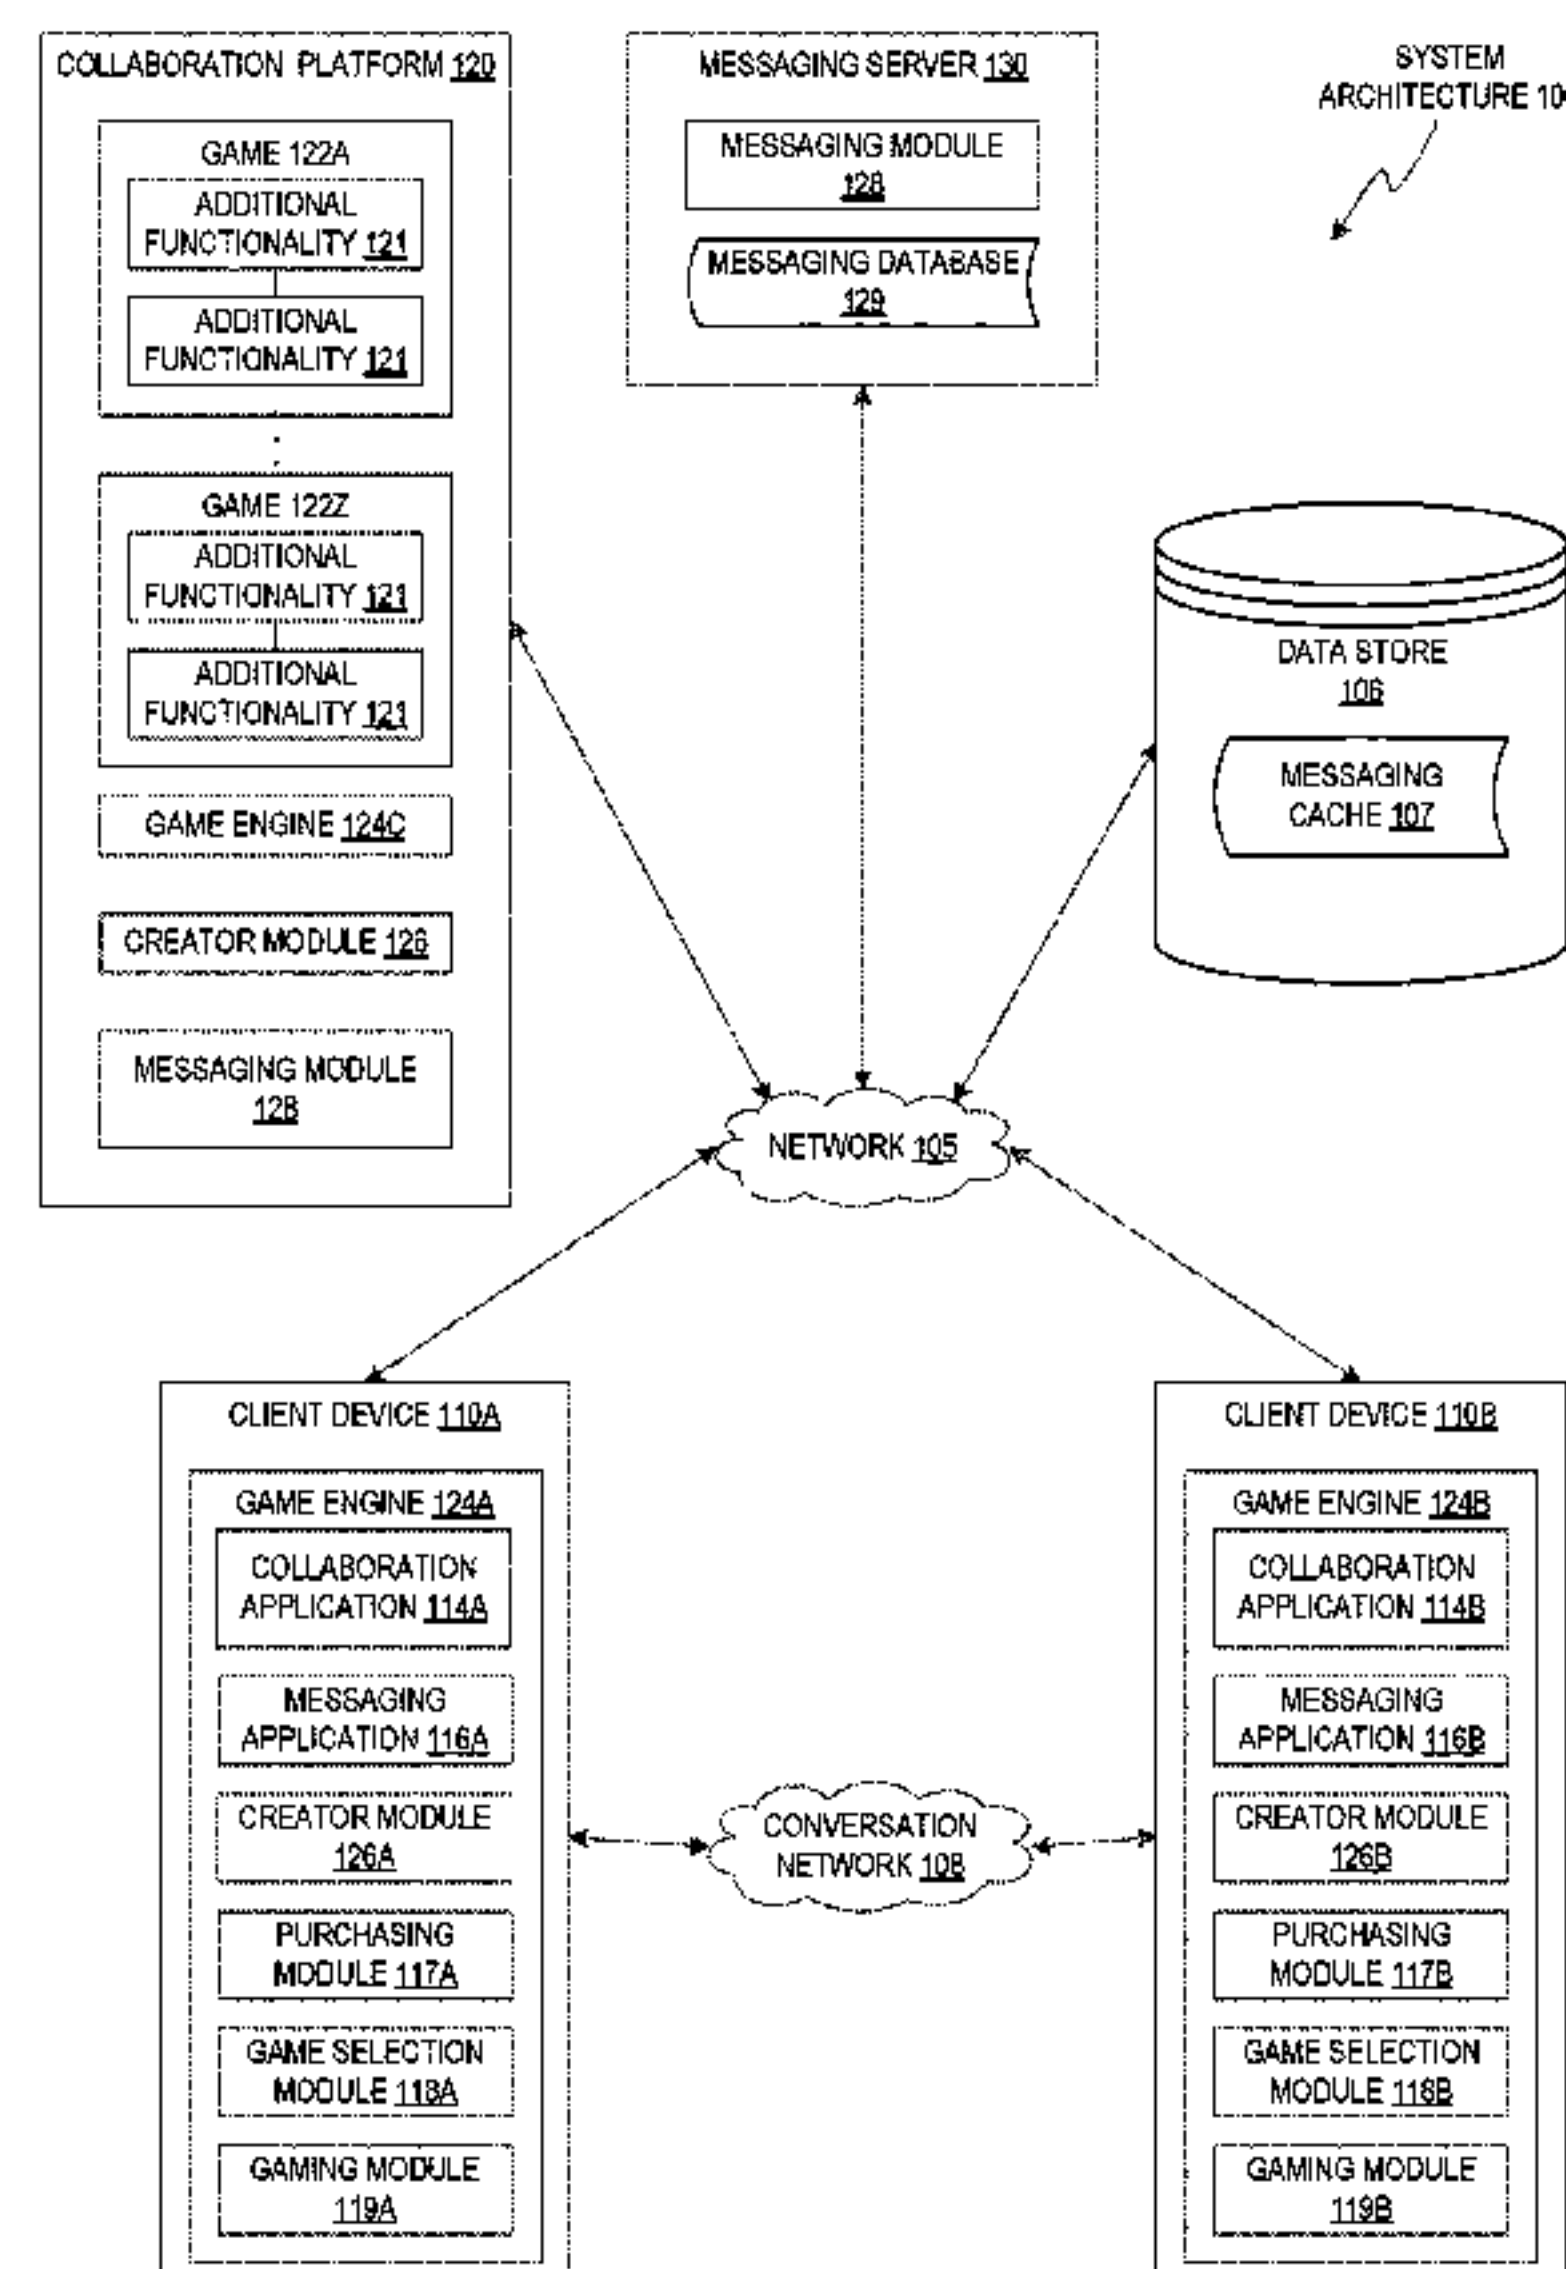 COLLABORATION PLATFORM 120
GAME 122A
ADDITIONAL
FUNCTIONALITY 121
ADDITIONAL
FUNCTIONALITY 121
GAME 122Z
ADDITIONAL
FUNCTIONALITY 121
ADDITIONAL
FUNCTIONALITY 121
GAME ENGINE 124C
CREATOR MODULE 126
MESSAGING MODULE
128
MESSAGING SERVER 130
MESSAGING MODULE
128
MESSAGING DATABASE
129
SYSTEM
ARCHITECTURE 10
DATA STORE
106
MESSAGING
CACHE 107
NETWORK 105
CLIENT DEVICE 110A
GAME ENGINE 124A
COLLABORATION
APPLICATION 114A
MESSAGING
APPLICATION 116A
CREATOR MODULE
126A
PURCHASING
MODULE 117A
GAME SELECTION
MODULE 118A
GAMING MODULE
119A
CONVERSATION
NETWORK 108
CLIENT DEVICE 110B
GAME ENGINE 124B
COLLABORATION
APPLICATION 114B
MESSAGING
APPLICATION 116B
CREATOR MODULE
126B
PURCHASING
MODULE 117B
GAME SELECTION
MODULE 118B
GAMING MODULE
119B